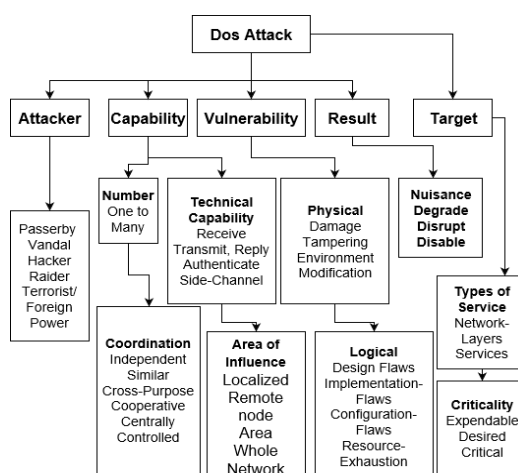 Dos Attack
Attacker
Capability
Vulnerability
Result
Target
Passerby
Vandal
Hacker
Raider
Terrorist/
Foreign
Power
Number
One to
Many
Technical
Capability
Receive
Transmit, Reply
Authenticate
Side-Channel
Physical
Damage
Tampering
Environment
Modification
Nuisance
Degrade
Disrupt
Disable
Types of
Service
Network-
Layers
Services
Coordination
Independent
Similar
Cross-Purpose
Cooperative
Centrally
Controlled
Area of
Influence
Localized
Remote
node
Area
Whole
Network
Logical
Design Flaws
Implementation-
Flaws
Configuration-
Flaws
Resource-
Exhaustion
Criticality
Expendable
Desired
Critical